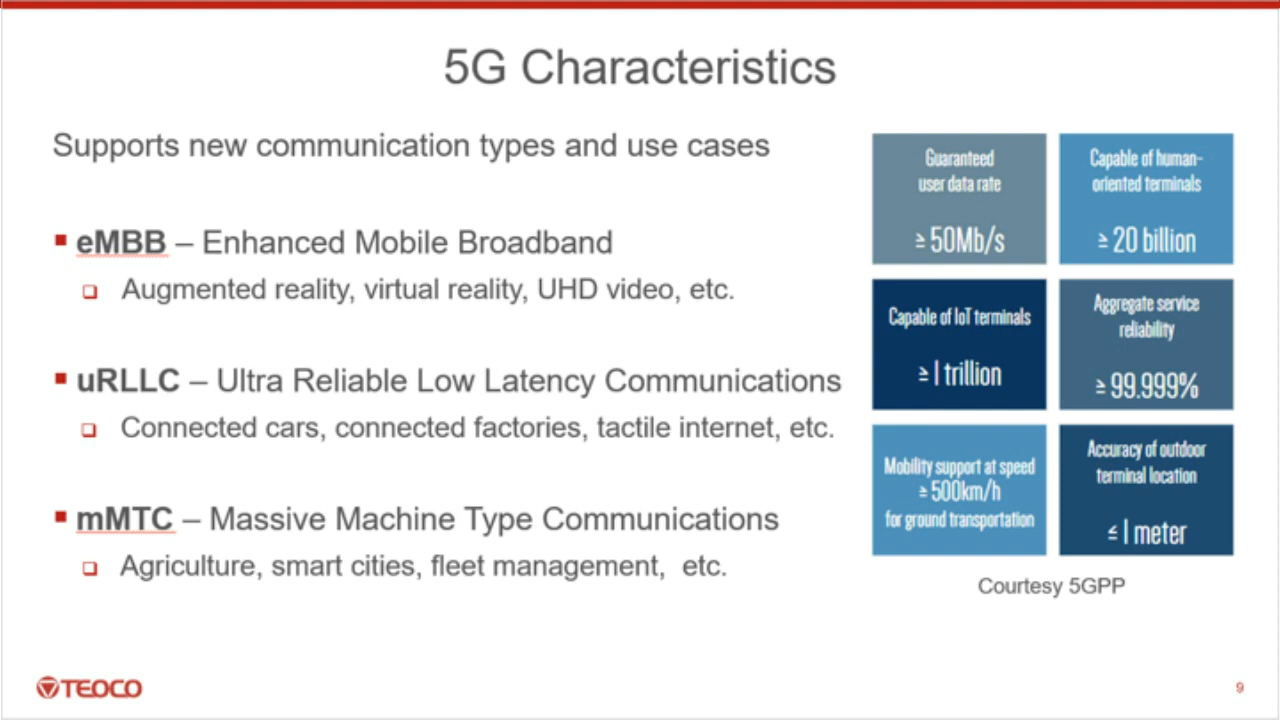 5G Characteristics
Supports new communication types and use cases
eMBB – Enhanced Mobile Broadband
Augmented reality, virtual reality, UHD video, etc.
uRLLC – Ultra Reliable Low Latency Communications
Connected cars, connected factories, tactile internet, etc.
mMTC – Massive Machine Type Communications
Agriculture, smart cities, fleet management, etc.
Guaranteed
user data rate
≥ 50Mb/s
Capable of human-
oriented terminals
≥ 20 billion
Capable of IoT terminals
≥ 1 trillion
Aggregate service
reliability
≥ 99.999%
Mobility support at speed
≥ 500km/h
for ground transportation
Accuracy of outdoor
terminal location
≤ 1 meter
Courtesy 5GPP
TEOCO
9